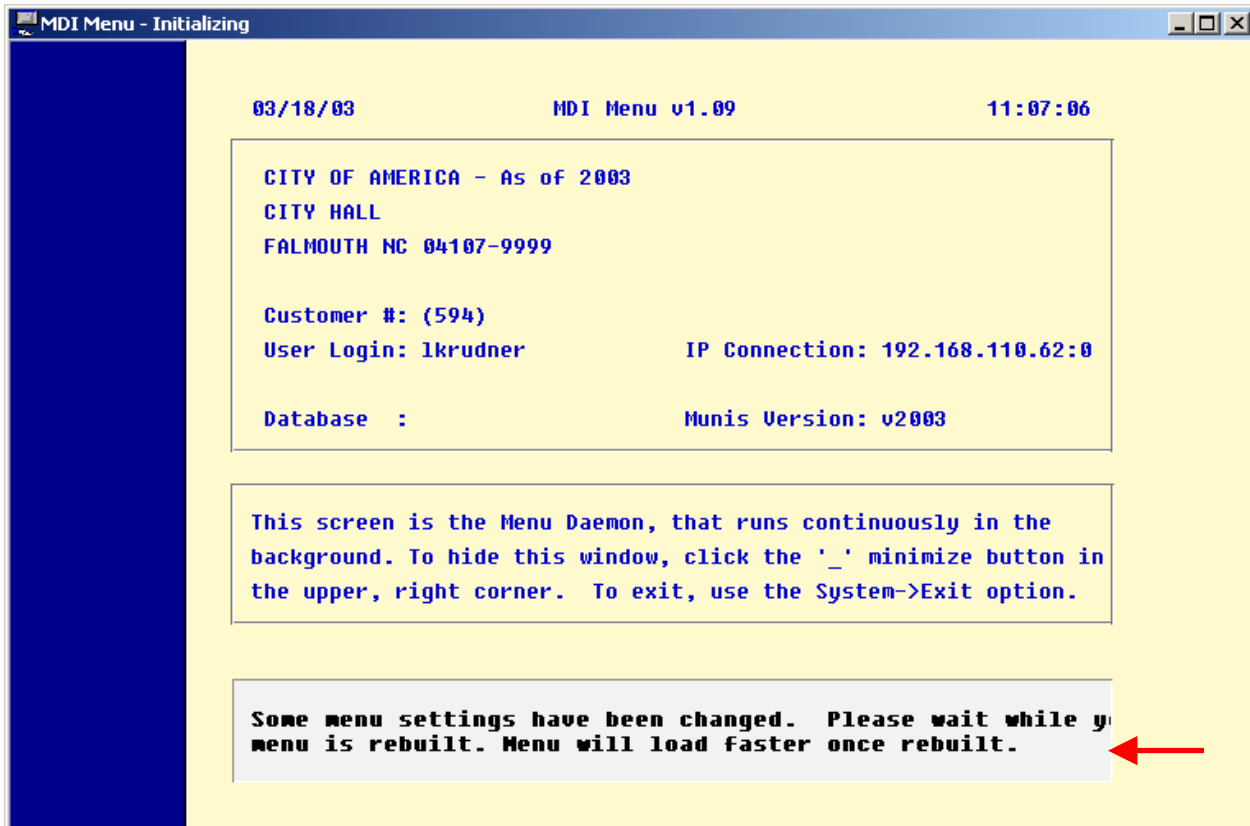 MDI Menu - Initializing
03/18/03 MDI Menu v1.09 11:07:06
CITY OF AMERICA - As of 2003
CITY HALL
FALMOUTH NC 04107-9999
Customer #: (594)
User Login: lkrudner IP Connection: 192.168.110.62:0
Database : Munis Version: v2003
This screen is the Menu Daemon, that runs continuously in the
background. To hide this window, click the '_' minimize button in
the upper, right corner. To exit, use the System->Exit option.
Some menu settings have been changed. Please wait while y
menu is rebuilt. Menu will load faster once rebuilt.